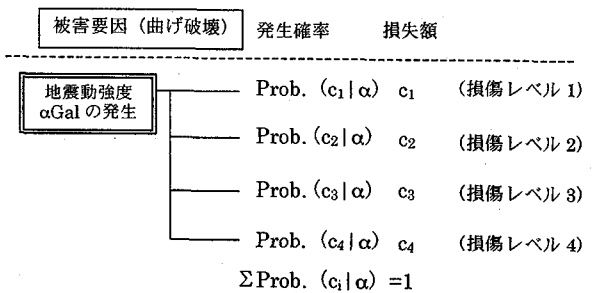 被害要因（曲げ破壊） 発生確率 損失額
地震動強度
αGal の発生
Prob. (c₁|α) c₁ (損傷レベル 1)
Prob. (c₂|α) c₂ (損傷レベル 2)
Prob. (c₃|α) c₃ (損傷レベル 3)
Prob. (c₄|α) c₄ (損傷レベル 4)
ΣProb. (cᵢ|α) =1